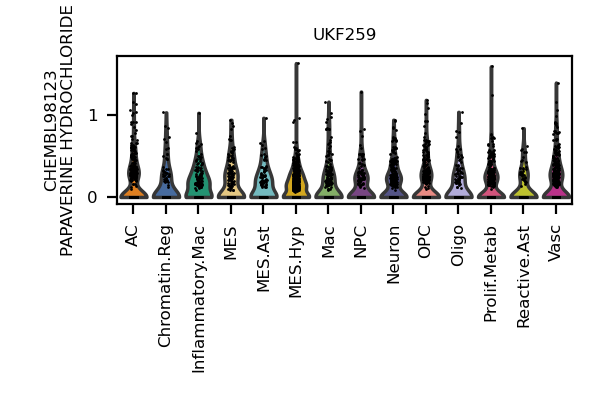 UKF259
CHEMBL98123
PAPAVERINE HYDROCHLORIDE
1
0
AC
Chromatin.Reg
Inflammatory.Mac
MES
MES.Ast
MES.Hyp
Mac
NPC
Neuron
OPC
Oligo
Prolif.Metab
Reactive.Ast
Vasc